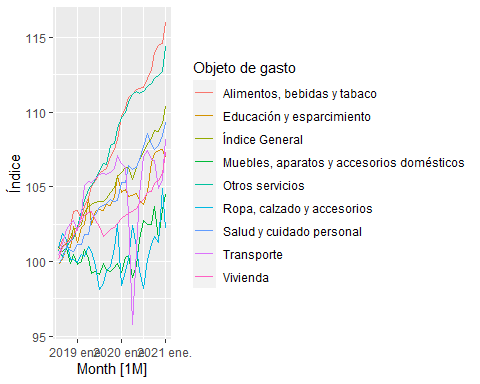 115
110
105
100
95
Índice
2019 ene.
2020 ene.
2021 ene.
Month [1M]
Objeto de gasto
Alimentos, bebidas y tabaco
Educación y esparcimiento
Índice General
Muebles, aparatos y accesorios domésticos
Otros servicios
Ropa, calzado y accesorios
Salud y cuidado personal
Transporte
Vivienda